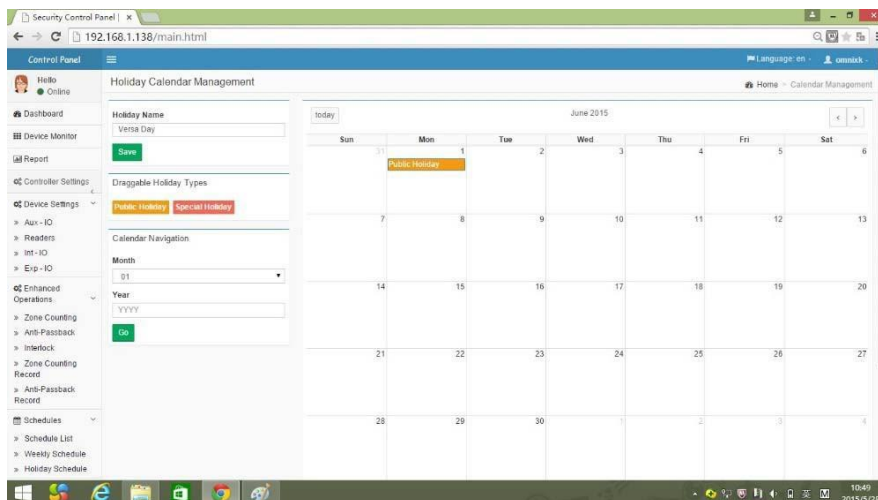 Security Control Panel |
192.168.1.138/main.html
Control Panel
Language: en
omnixk
Hello
Online
Holiday Calendar Management
Home
Calendar Management
Dashboard
Device Monitor
Report
Controller Settings
Device Settings
Aux - IO
Readers
Int - IO
Exp - IO
Enhanced
Operations
Zone Counting
Anti-Passback
Interlock
Zone Counting
Record
Anti-Passback
Record
Schedules
Schedule List
Weekly Schedule
Holiday Schedule
Holiday Name
Versa Day
Save
Draggable Holiday Types
Public Holiday Special Holiday
Calendar Navigation
Month
01
Year
YYYY
Go
today June 2015
Sun Mon Tue Wed Thu Fri Sat
31 1 2 3 4 5 6
Public Holiday
7 8 9 10 11 12 13
14 15 16 17 18 19 20
21 22 23 24 25 26 27
28 29 30 1 2 3 4
10:49